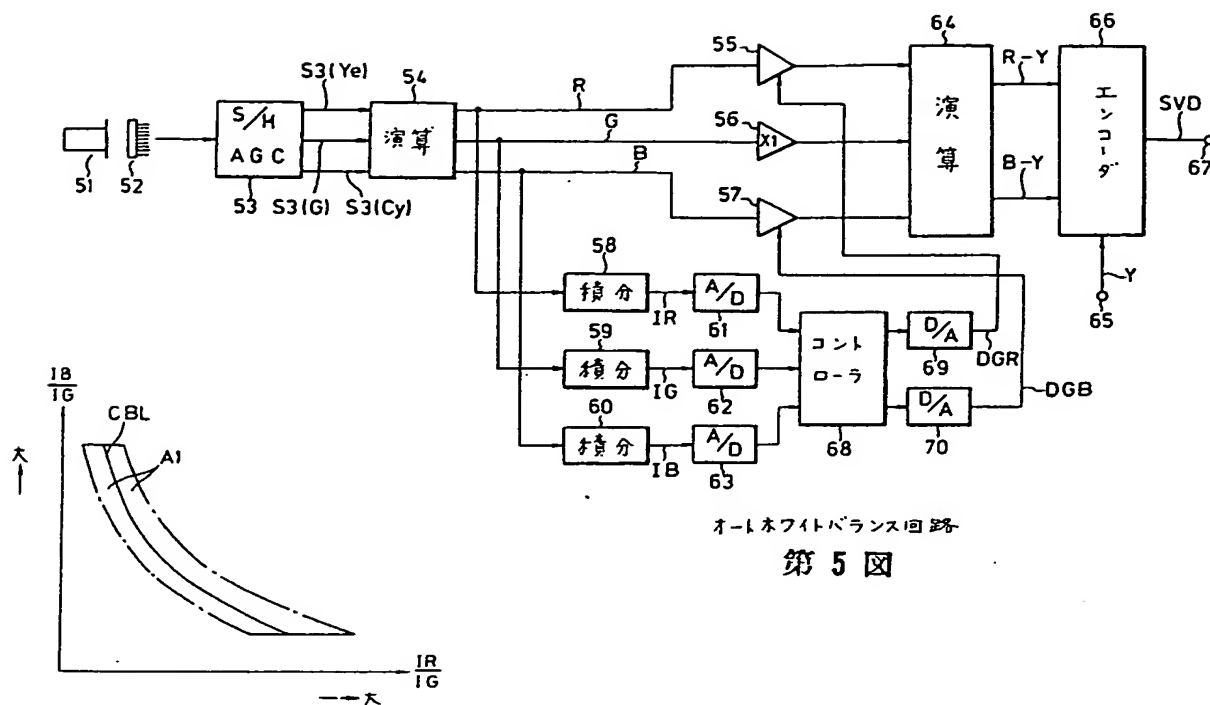 51
52
S/H
AGC
53
S3(Ye)
S3(G)
S3(Cy)
54
演算
R
G
B
55
56
X1
57
64
演算
R-Y
B-Y
66
エンコーダ
SVD
67
Y
65
58
積分
IR
A/D
61
59
積分
IG
A/D
62
60
積分
IB
A/D
63
コントローラ
68
D/A
69
DGR
D/A
70
DGB
オートホワイトバランス回路
第 5 図
IB
IG
大
CBL
A1
IR
IG
大